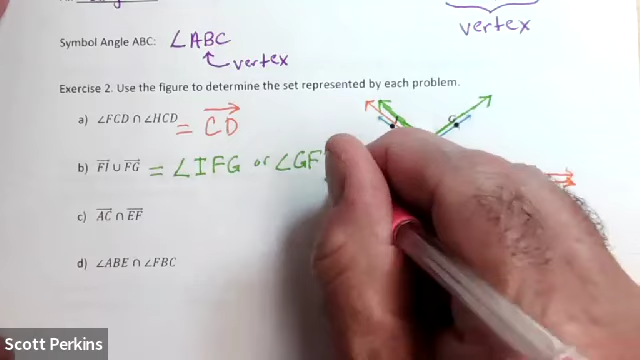 vertex
Symbol Angle ABC: ∠ABC
vertex
Exercise 2. Use the figure to determine the set represented by each problem.
a) ∠FCD ∩ ∠HCD = CD
b) FI ∪ FG = ∠IFG or ∠GF
c) AC ∩ EF
d) ∠ABE ∩ ∠FBC
Scott Perkins